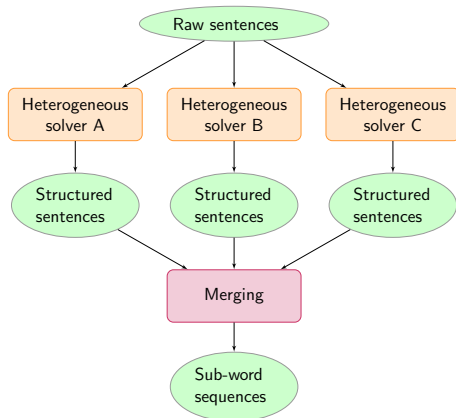 Raw sentences
Heterogeneous
solver A
Heterogeneous
solver B
Heterogeneous
solver C
Structured
sentences
Structured
sentences
Structured
sentences
Merging
Sub-word
sequences